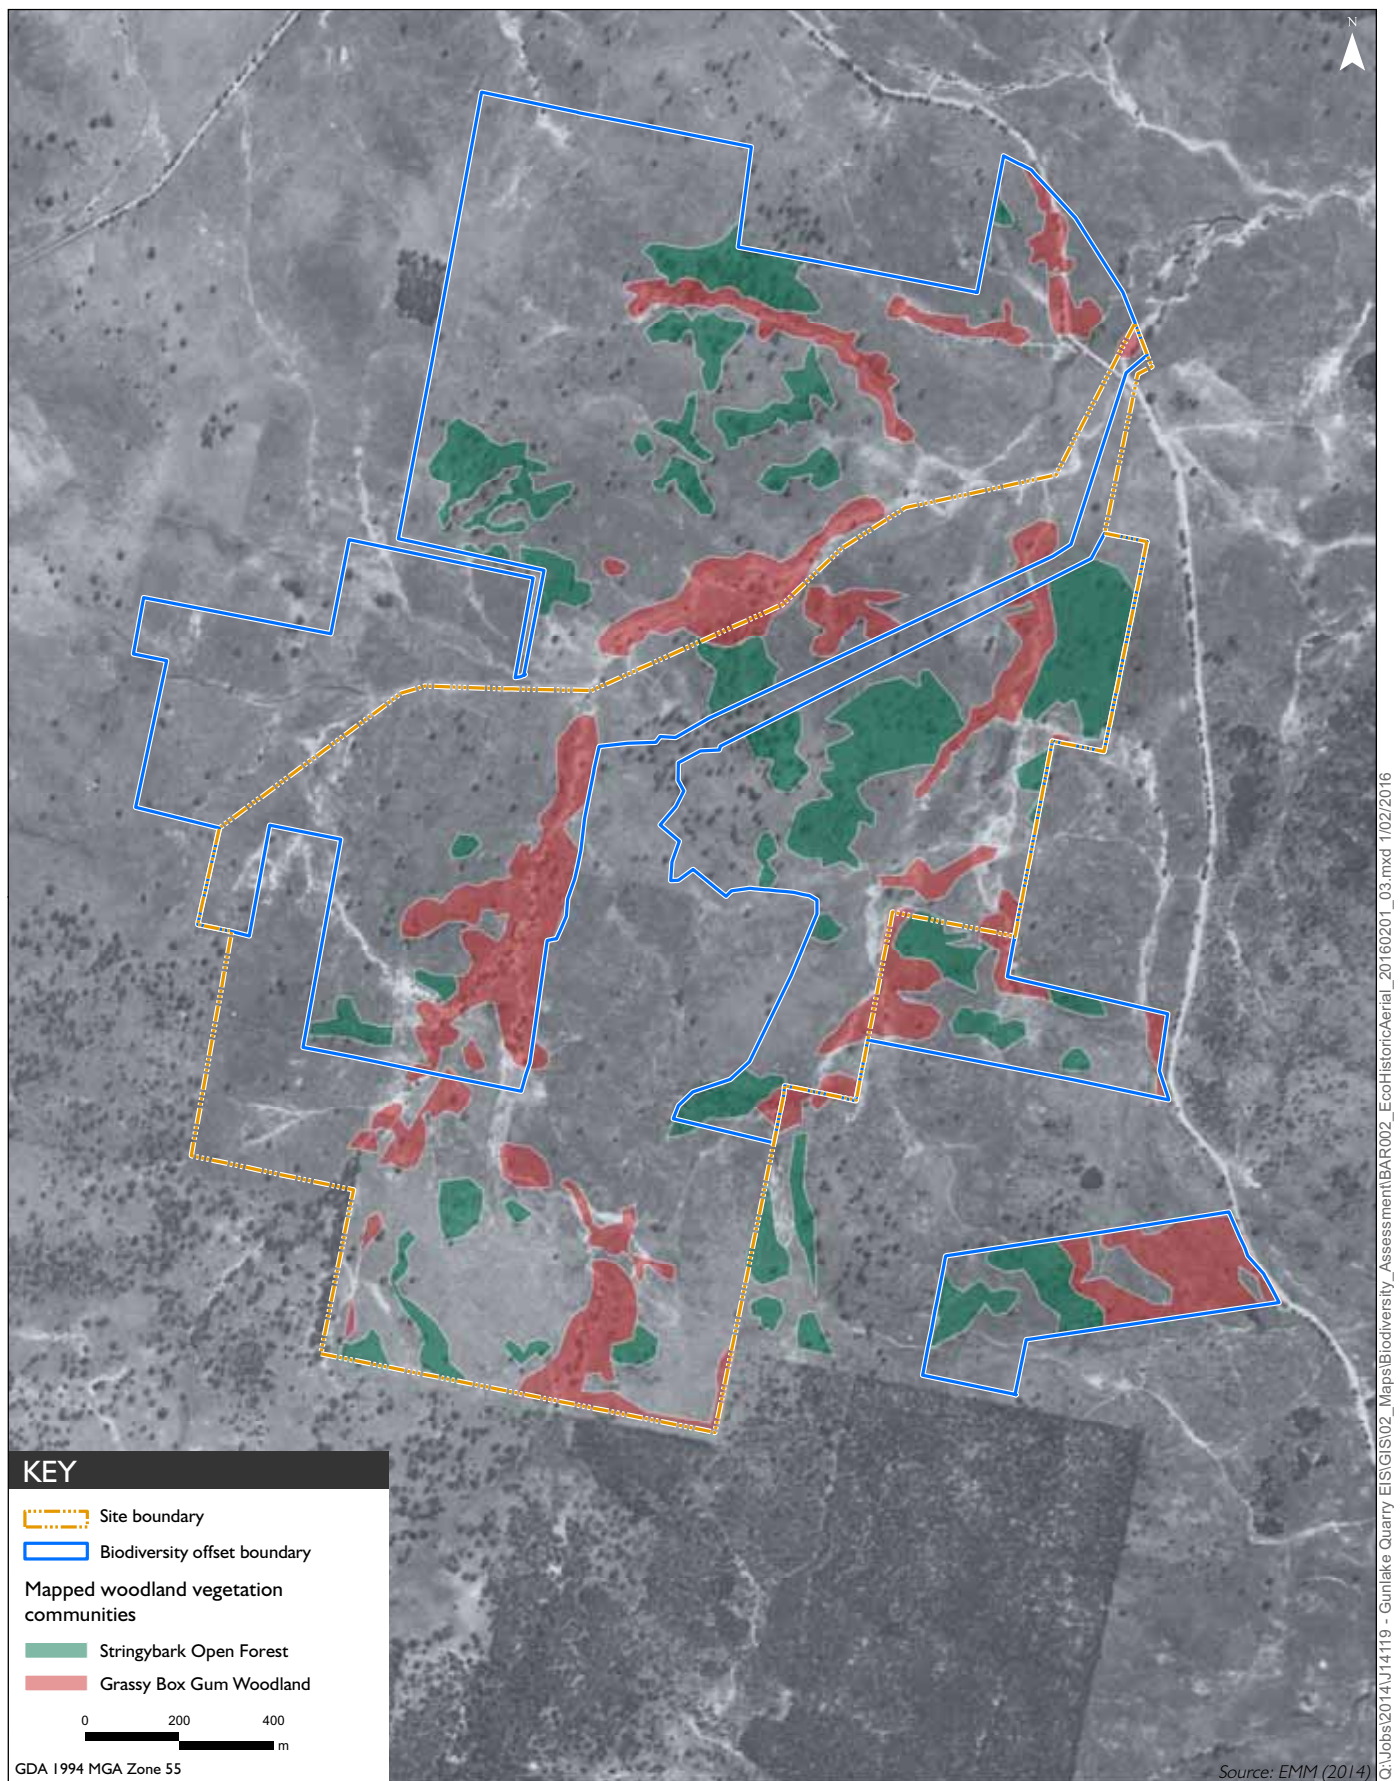 N
KEY
Site boundary
Biodiversity offset boundary
Mapped woodland vegetation
communities
Stringybark Open Forest
Grassy Box Gum Woodland
0 200 400
m
GDA 1994 MGA Zone 55
Source: EMM (2014)
Q:\Jobs\2014\J14119 - Gunlake Quarry EIS\GIS\02_Maps\Biodiversity_Assessment\BAR002_EcoHistoricAerial_20160201_03.mxd 1/02/2016